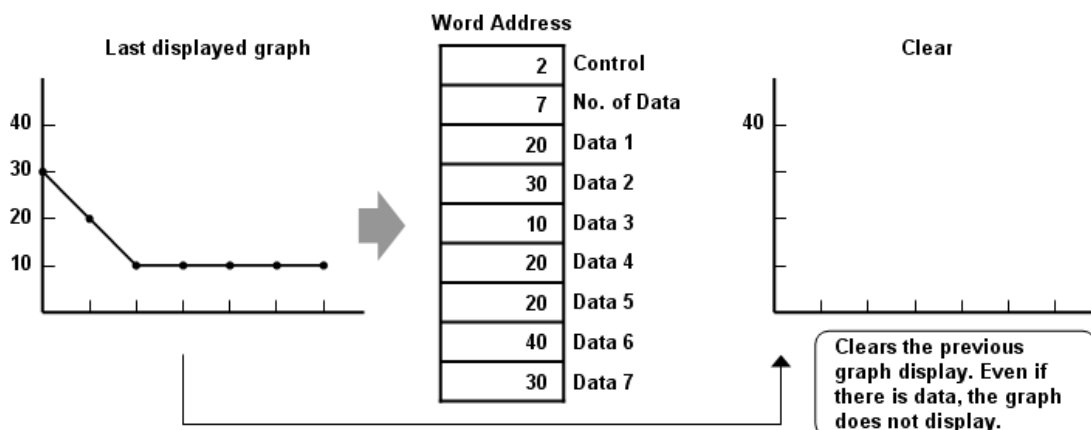 Last displayed graph
40
30
20
10
Word Address
2 Control
7 No. of Data
20 Data 1
30 Data 2
10 Data 3
20 Data 4
20 Data 5
40 Data 6
30 Data 7
Clear
40
Clears the previous
graph display. Even if
there is data, the graph
does not display.